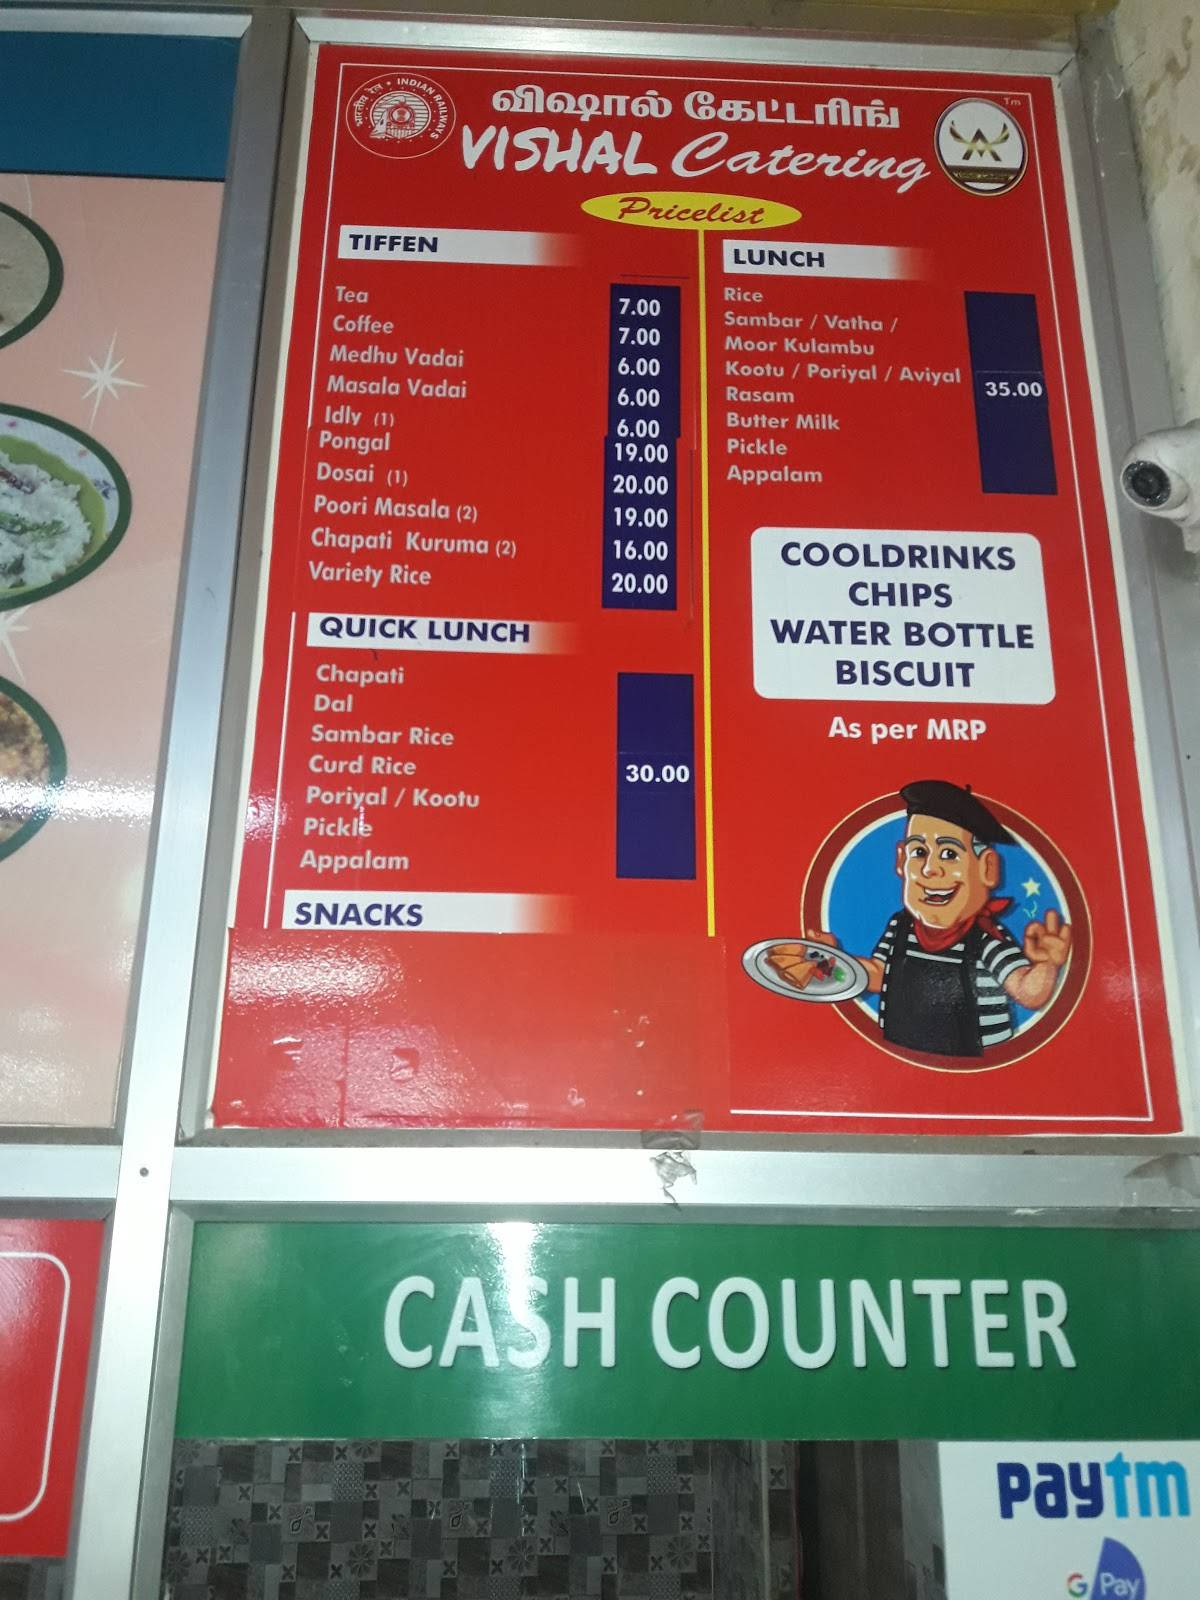 भारतीय रेल • INDIAN RAILWAYS
விஷால் கேட்டரிங்
VISHAL Catering
Tm
Pricelist
TIFFEN
Tea 7.00
Coffee 7.00
Medhu Vadai 6.00
Masala Vadai 6.00
Idly (1) 6.00
Pongal 19.00
Dosai (1) 20.00
Poori Masala (2) 19.00
Chapati Kuruma (2) 16.00
Variety Rice 20.00
QUICK LUNCH
Chapati
Dal
Sambar Rice
Curd Rice 30.00
Poriyal / Kootu
Pickle
Appalam
SNACKS
LUNCH
Rice
Sambar / Vatha /
Moor Kulambu
Kootu / Poriyal / Aviyal 35.00
Rasam
Butter Milk
Pickle
Appalam
COOLDRINKS
CHIPS
WATER BOTTLE
BISCUIT
As per MRP
CASH COUNTER
paytm
G Pay